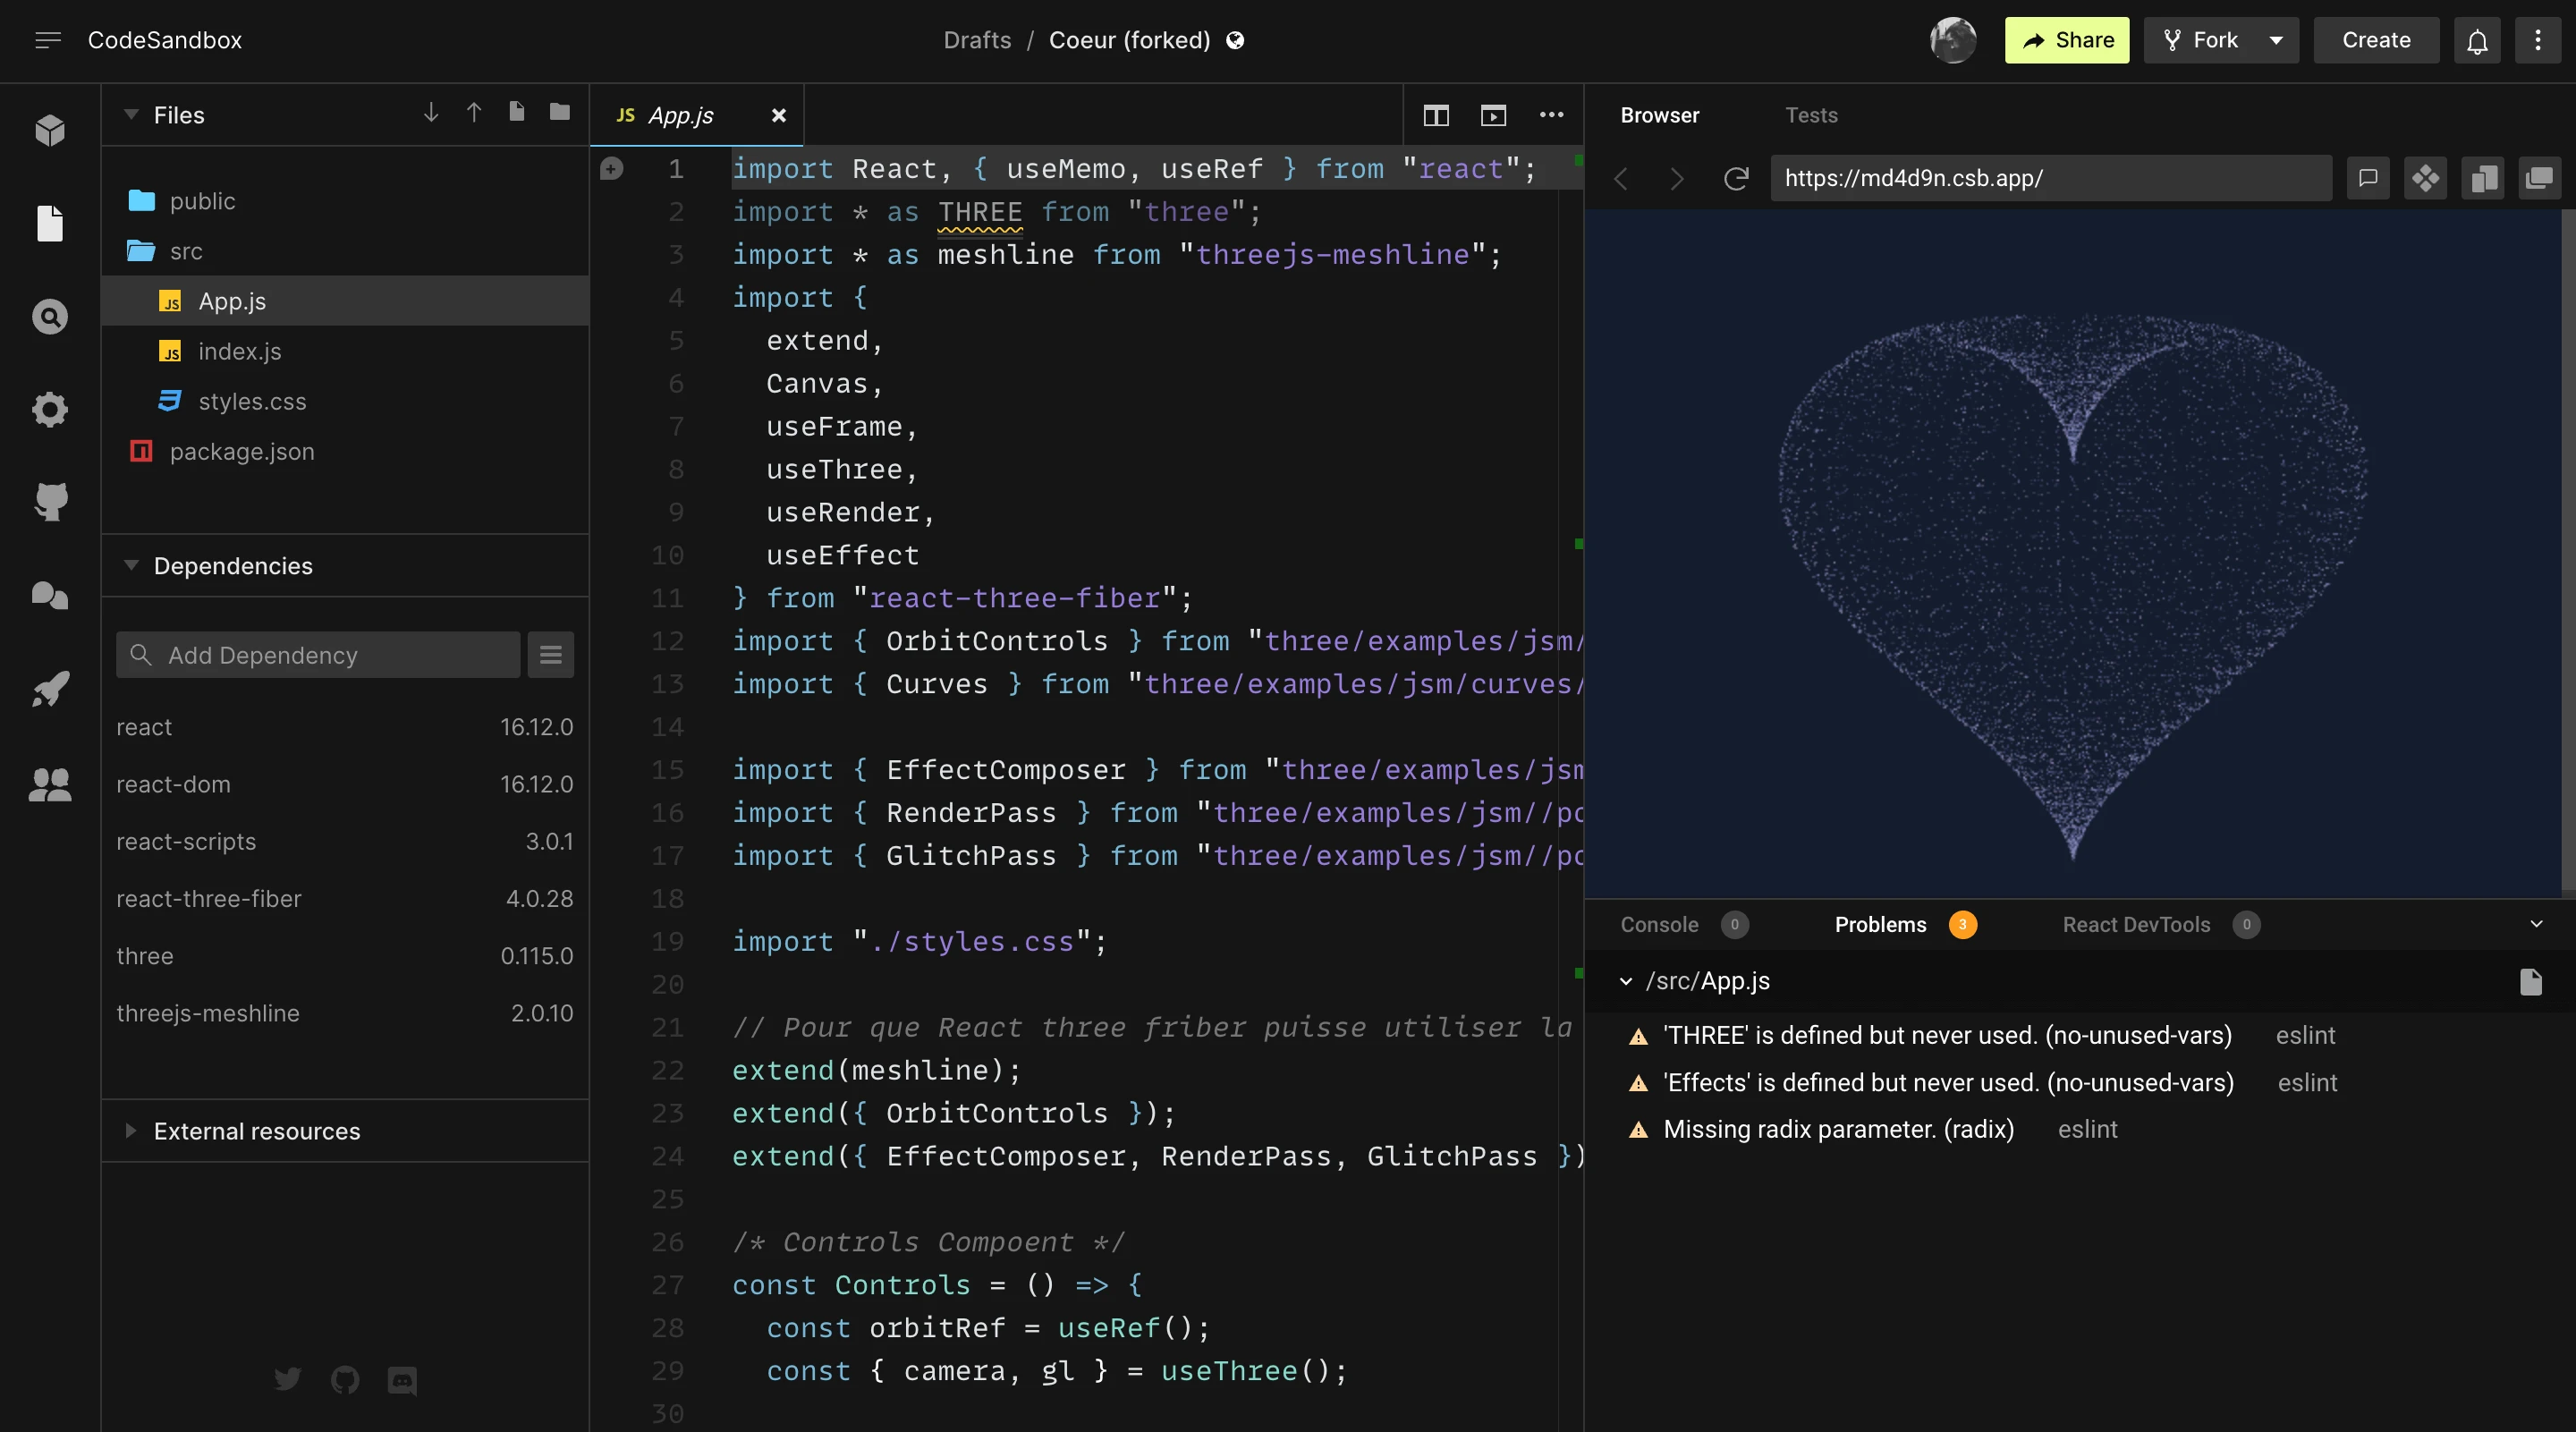 CodeSandbox
Drafts / Coeur (forked)
Share
Fork
Create
Files
public
src
JS App.js
JS index.js
styles.css
package.json
Dependencies
Add Dependency
react 16.12.0
react-dom 16.12.0
react-scripts 3.0.1
react-three-fiber 4.0.28
three 0.115.0
threejs-meshline 2.0.10
External resources
JS App.js
1 import React, { useMemo, useRef } from "react";
2 import * as THREE from "three";
3 import * as meshline from "threejs-meshline";
4 import {
5 extend,
6 Canvas,
7 useFrame,
8 useThree,
9 useRender,
10 useEffect
11 } from "react-three-fiber";
12 import { OrbitControls } from "three/examples/jsm/
13 import { Curves } from "three/examples/jsm/curves/
14
15 import { EffectComposer } from "three/examples/jsm
16 import { RenderPass } from "three/examples/jsm//po
17 import { GlitchPass } from "three/examples/jsm//po
18
19 import "./styles.css";
20
21 // Pour que React three friber puisse utiliser la
22 extend(meshline);
23 extend({ OrbitControls });
24 extend({ EffectComposer, RenderPass, GlitchPass })
25
26 /* Controls Compoent */
27 const Controls = () => {
28 const orbitRef = useRef();
29 const { camera, gl } = useThree();
30
Browser Tests
https://md4d9n.csb.app/
Console 0 Problems 3 React DevTools 0
/src/App.js
'THREE' is defined but never used. (no-unused-vars) eslint
'Effects' is defined but never used. (no-unused-vars) eslint
Missing radix parameter. (radix) eslint